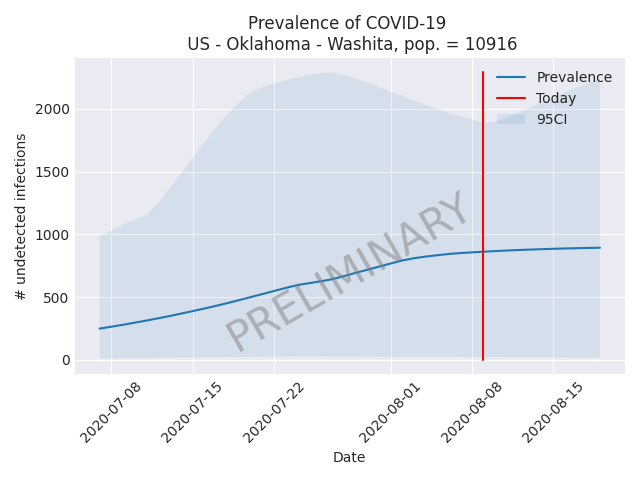 Prevalence of COVID-19
US - Oklahoma - Washita, pop. = 10916
# undetected infections
2000
1500
1000
500
0
Prevalence
Today
95CI
PRELIMINARY
2020-07-08
2020-07-15
2020-07-22
2020-08-01
2020-08-08
2020-08-15
Date